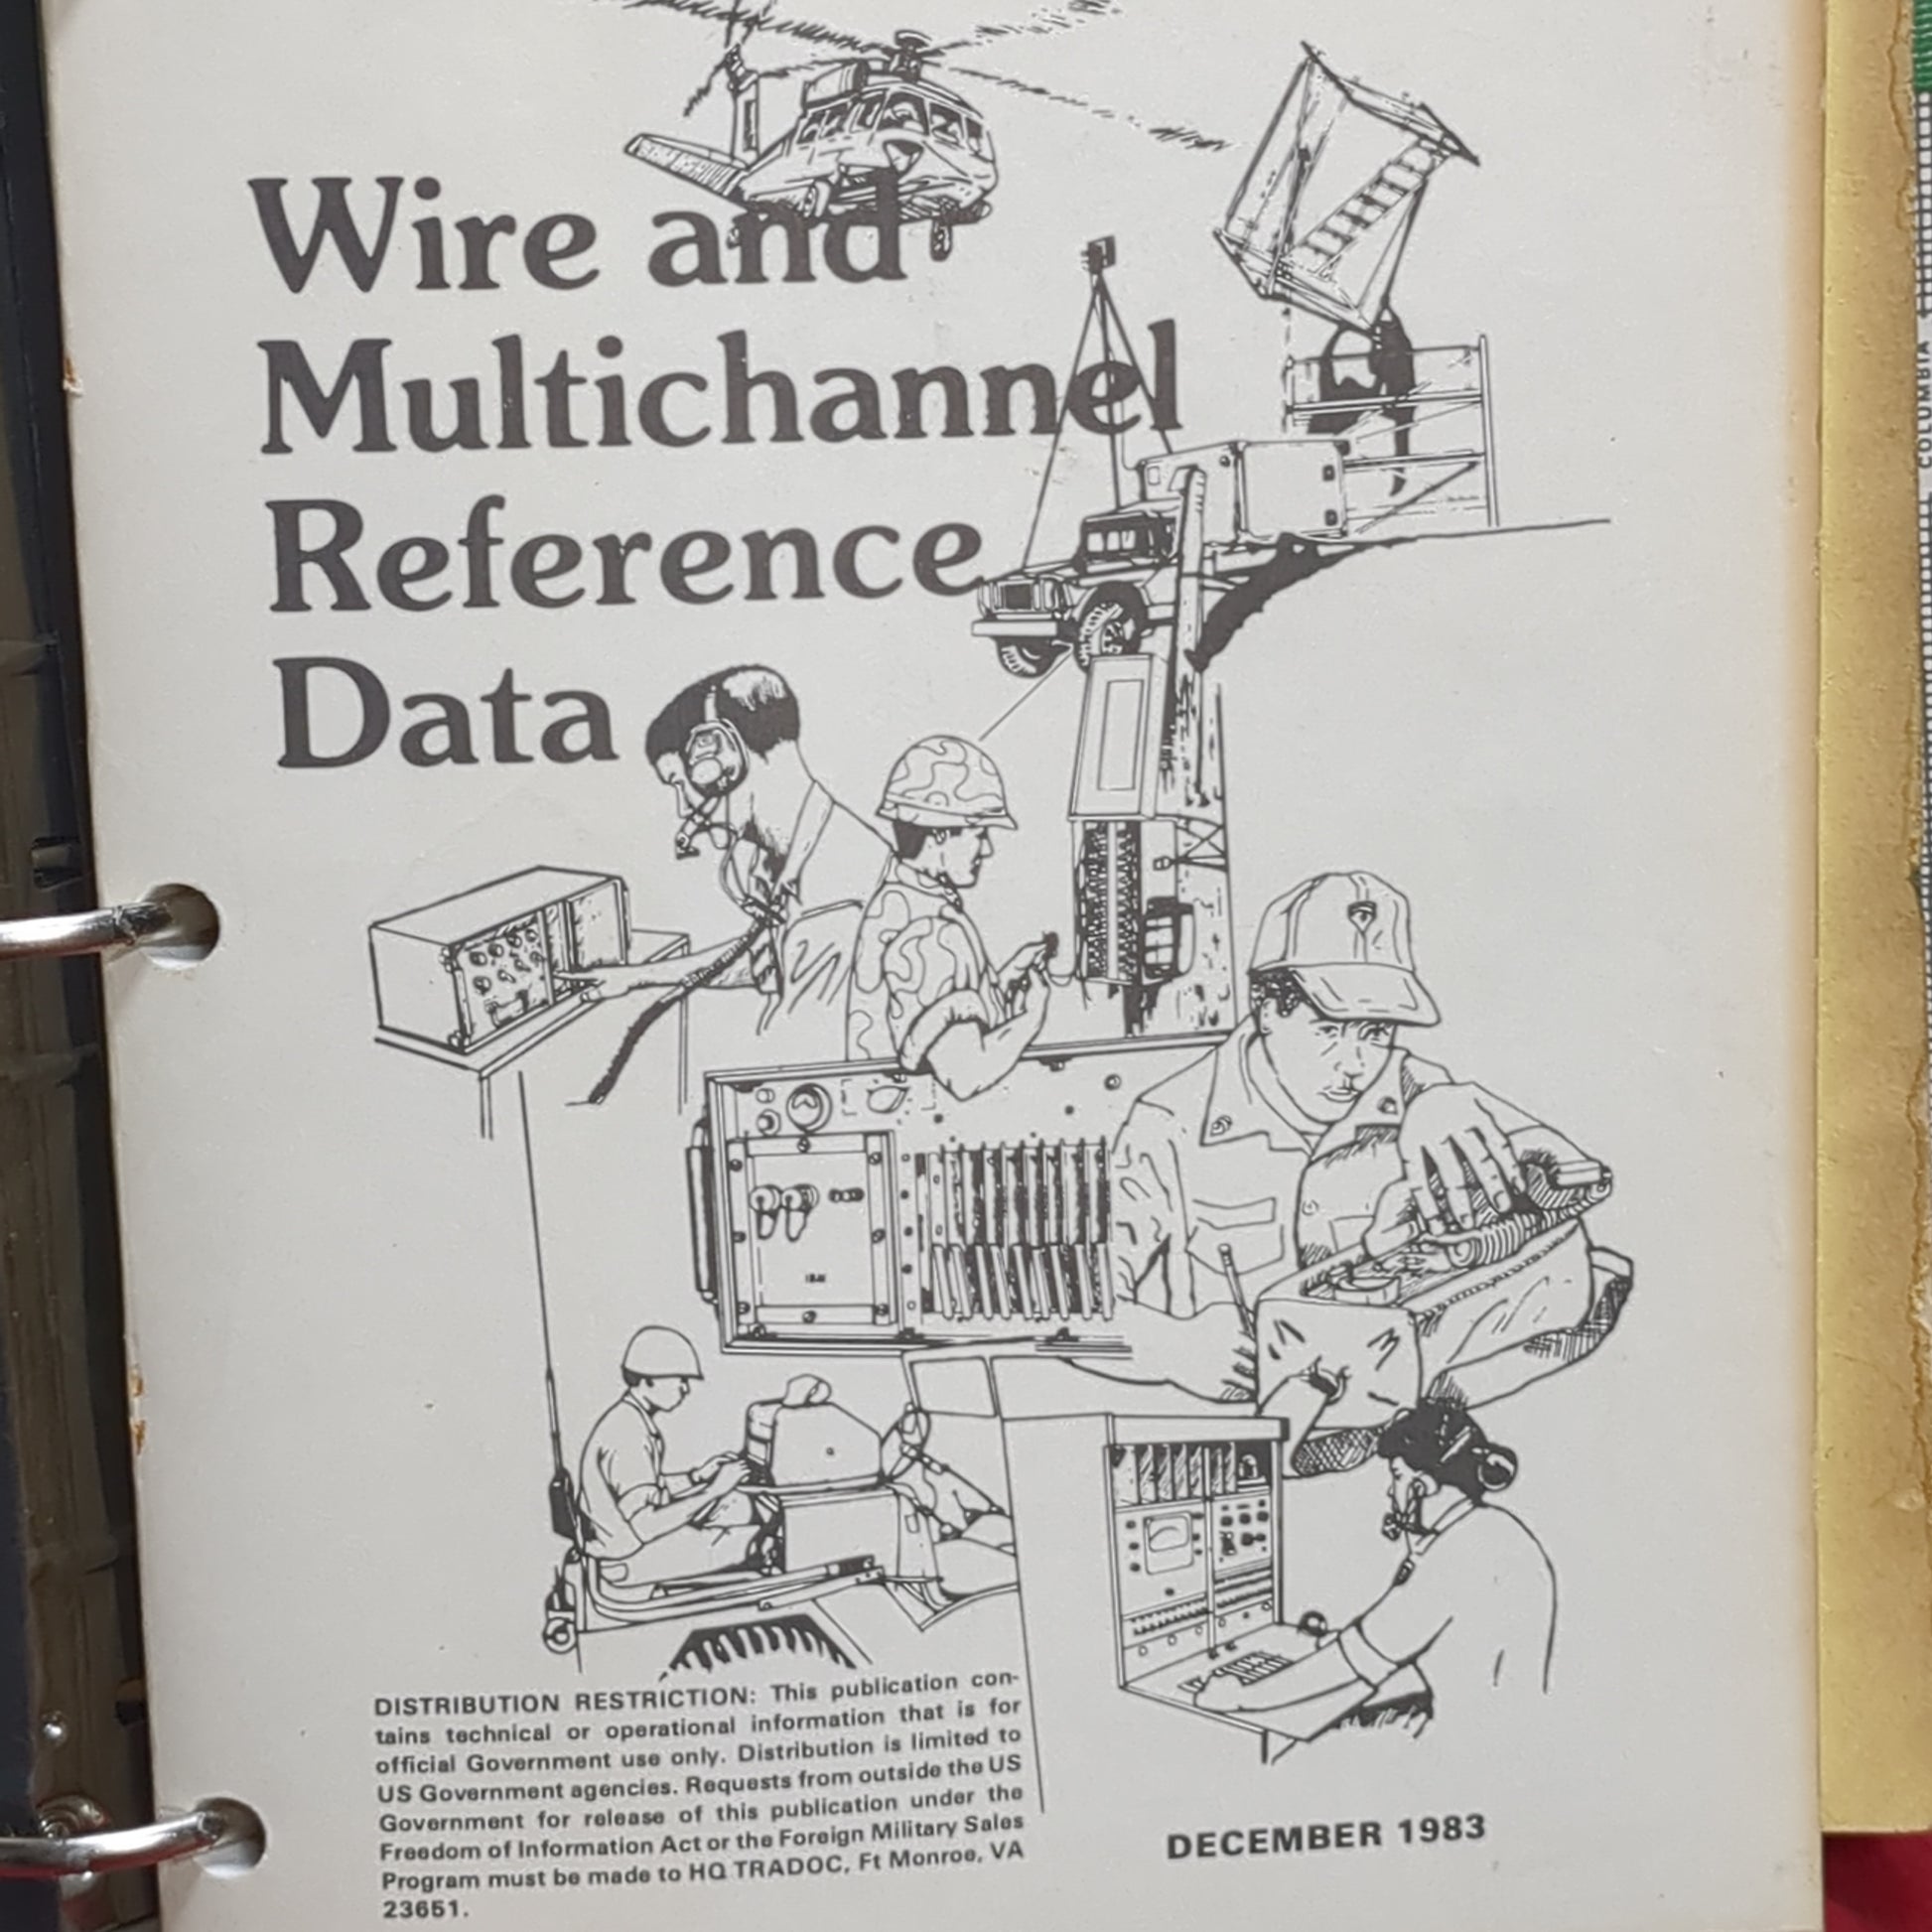 Wire and
Multichannel
Reference
Data
DISTRIBUTION RESTRICTION: This publication con-
tains technical or operational information that is for
official Government use only. Distribution is limited to
US Government agencies. Requests from outside the US
Government for release of this publication under the
Freedom of Information Act or the Foreign Military Sales
Program must be made to HQ TRADOC, Ft Monroe, VA
23651.
DECEMBER 1983
COLUMBIA